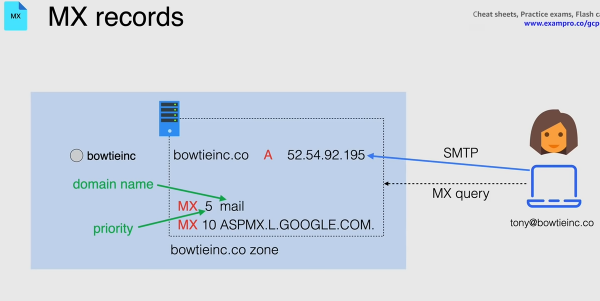 MX
MX records
Cheat sheets, Practice exams, Flash c
www.exampro.co/gcp
bowtieinc
bowtieinc.co A 52.54.92.195
SMTP
domain name
MX 5 mail
MX query
priority
MX 10 ASPMX.L.GOOGLE.COM.
tony@bowtieinc.co
bowtieinc.co zone